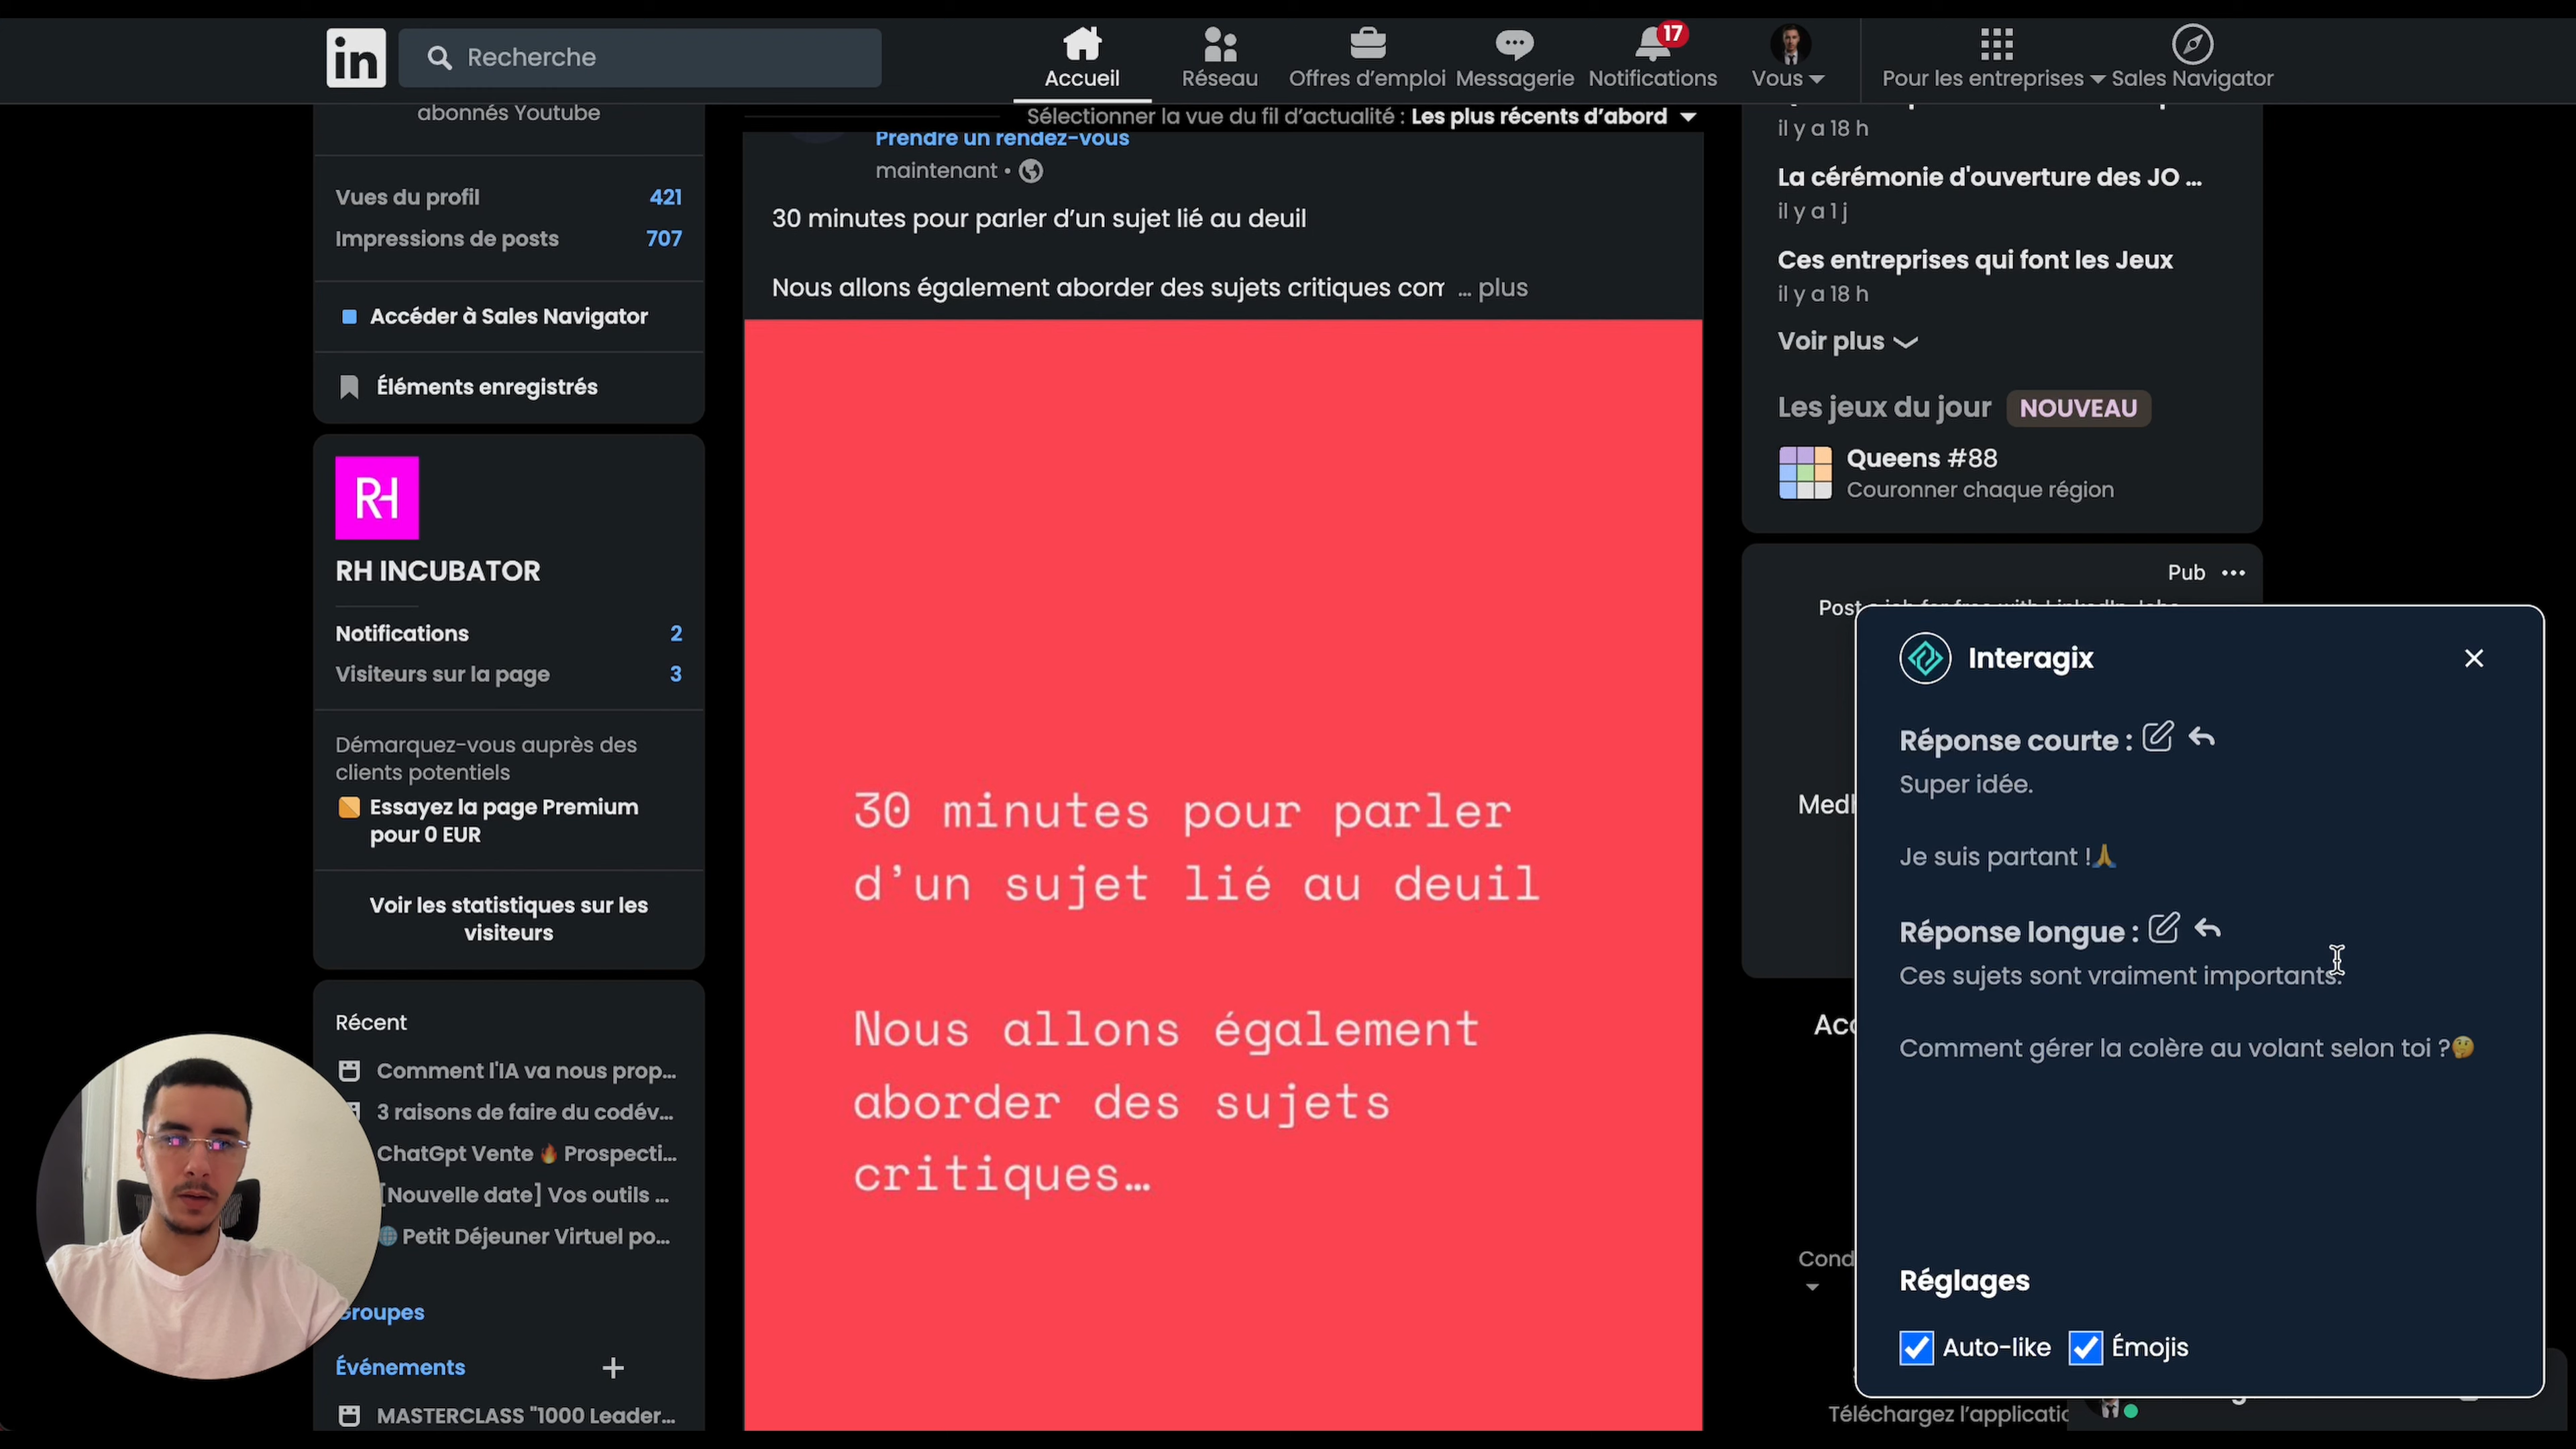 in
Recherche
Accueil
Réseau
Offres d’emploi
Messagerie
17
Notifications
Vous
Pour les entreprises
Sales Navigator
abonnés Youtube
Vues du profil 421
Impressions de posts 707
Accéder à Sales Navigator
Éléments enregistrés
RH
RH INCUBATOR
Notifications 2
Visiteurs sur la page 3
Démarquez-vous auprès des
clients potentiels
Essayez la page Premium
pour 0 EUR
Voir les statistiques sur les
visiteurs
Récent
Comment l'IA va nous prop...
3 raisons de faire du codév...
ChatGpt Vente 🔥 Prospecti...
[Nouvelle date] Vos outils ...
🌐 Petit Déjeuner Virtuel po...
Groupes
Événements
MASTERCLASS "1000 Leader...
Sélectionner la vue du fil d’actualité : Les plus récents d’abord
Prendre un rendez-vous
maintenant •
30 minutes pour parler d’un sujet lié au deuil
Nous allons également aborder des sujets critiques com ... plus
30 minutes pour parler
d’un sujet lié au deuil
Nous allons également
aborder des sujets
critiques…
il y a 18 h
La cérémonie d'ouverture des JO ...
il y a 1 j
Ces entreprises qui font les Jeux
il y a 18 h
Voir plus
Les jeux du jour NOUVEAU
Queens #88
Couronner chaque région
Pub
Post a job for free with LinkedIn Jobs
Interagix
Réponse courte :
Super idée.
Je suis partant !🙏
Réponse longue :
Ces sujets sont vraiment importants.
Comment gérer la colère au volant selon toi ?🤔
Réglages
Auto-like
Émojis